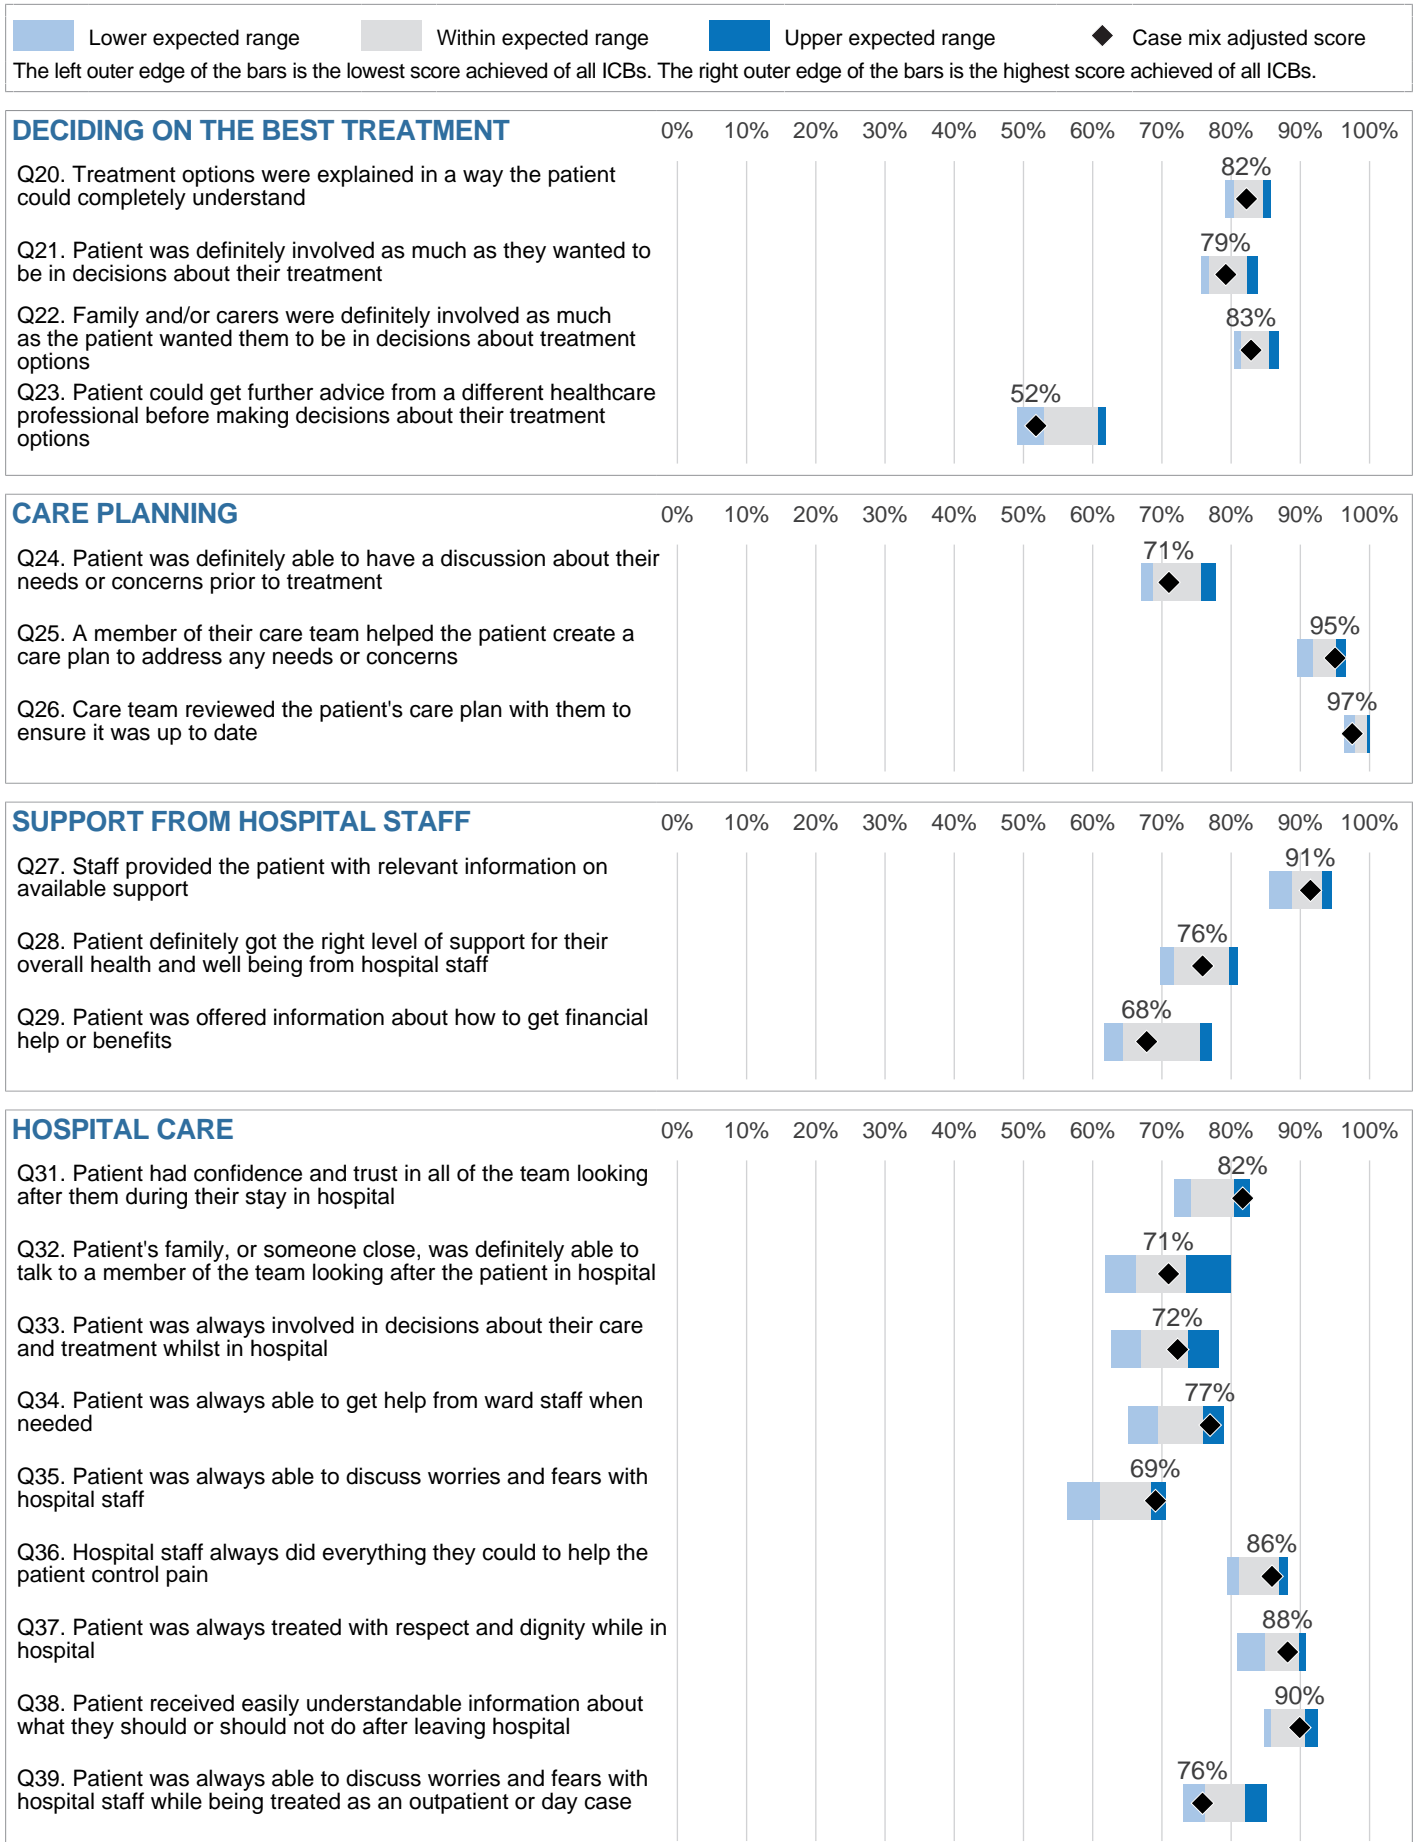 Lower expected range Within expected range Upper expected range Case mix adjusted score
The left outer edge of the bars is the lowest score achieved of all ICBs. The right outer edge of the bars is the highest score achieved of all ICBs.
DECIDING ON THE BEST TREATMENT 0% 10% 20% 30% 40% 50% 60% 70% 80% 90% 100%
Q20. Treatment options were explained in a way the patient
could completely understand
82%
Q21. Patient was definitely involved as much as they wanted to
be in decisions about their treatment
79%
Q22. Family and/or carers were definitely involved as much
as the patient wanted them to be in decisions about treatment
options
83%
Q23. Patient could get further advice from a different healthcare
professional before making decisions about their treatment
options
52%
CARE PLANNING 0% 10% 20% 30% 40% 50% 60% 70% 80% 90% 100%
Q24. Patient was definitely able to have a discussion about their
needs or concerns prior to treatment
71%
Q25. A member of their care team helped the patient create a
care plan to address any needs or concerns
95%
Q26. Care team reviewed the patient's care plan with them to
ensure it was up to date
97%
SUPPORT FROM HOSPITAL STAFF 0% 10% 20% 30% 40% 50% 60% 70% 80% 90% 100%
Q27. Staff provided the patient with relevant information on
available support
91%
Q28. Patient definitely got the right level of support for their
overall health and well being from hospital staff
76%
Q29. Patient was offered information about how to get financial
help or benefits
68%
HOSPITAL CARE 0% 10% 20% 30% 40% 50% 60% 70% 80% 90% 100%
Q31. Patient had confidence and trust in all of the team looking
after them during their stay in hospital
82%
Q32. Patient's family, or someone close, was definitely able to
talk to a member of the team looking after the patient in hospital
71%
Q33. Patient was always involved in decisions about their care
and treatment whilst in hospital
72%
Q34. Patient was always able to get help from ward staff when
needed
77%
Q35. Patient was always able to discuss worries and fears with
hospital staff
69%
Q36. Hospital staff always did everything they could to help the
patient control pain
86%
Q37. Patient was always treated with respect and dignity while in
hospital
88%
Q38. Patient received easily understandable information about
what they should or should not do after leaving hospital
90%
Q39. Patient was always able to discuss worries and fears with
hospital staff while being treated as an outpatient or day case
76%